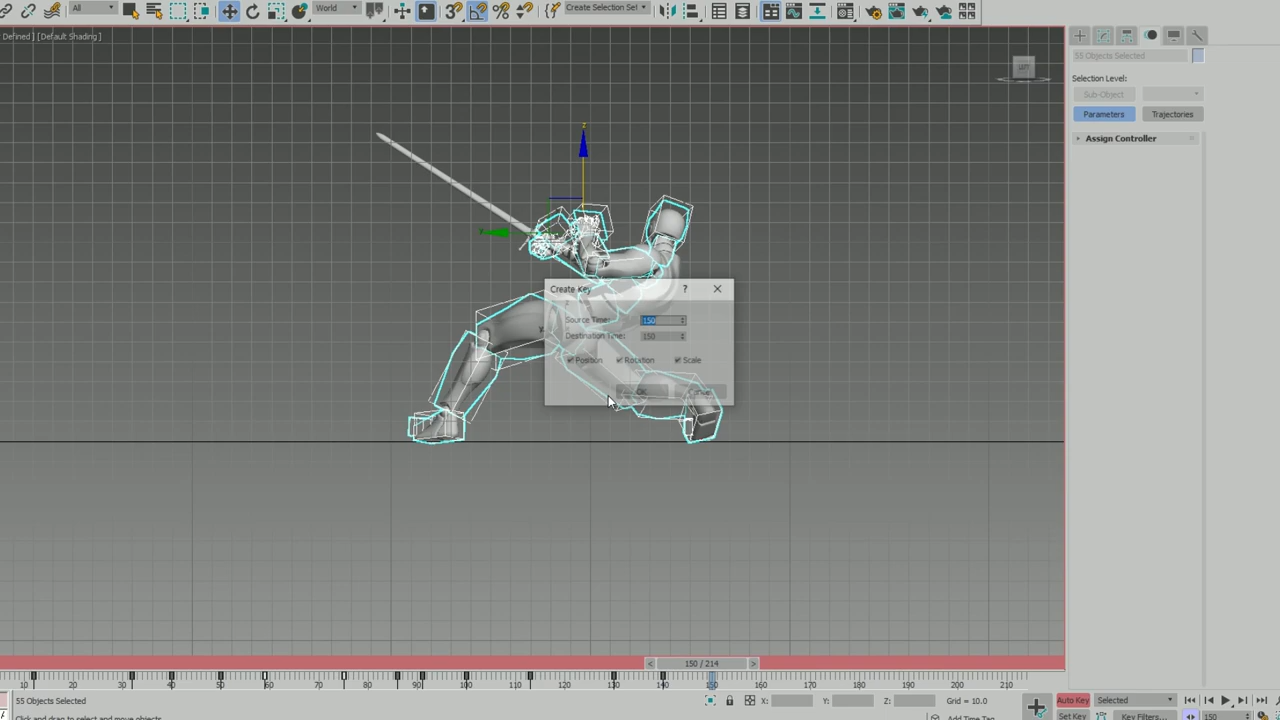 All
World
Create Selection Set
Defined ] [Default Shading ]
z
55 Objects Selected
Selection Level:
Sub-Object
Parameters
Trajectories
Assign Controller
Create Key
?
Source Time: 150
Destination Time: 150
Position
Rotation
Scale
OK
Cancel
< 150 / 214 >
10 30 40 50 60 70 80 90 100 110 120 130 140 150 160 170 180 190 200 210
55 Objects Selected
X:
Y:
Z:
Grid = 10.0
Auto Key
Selected
Click and drag to select and move objects
Add Time Tag
Set Key
Key Filters...
150